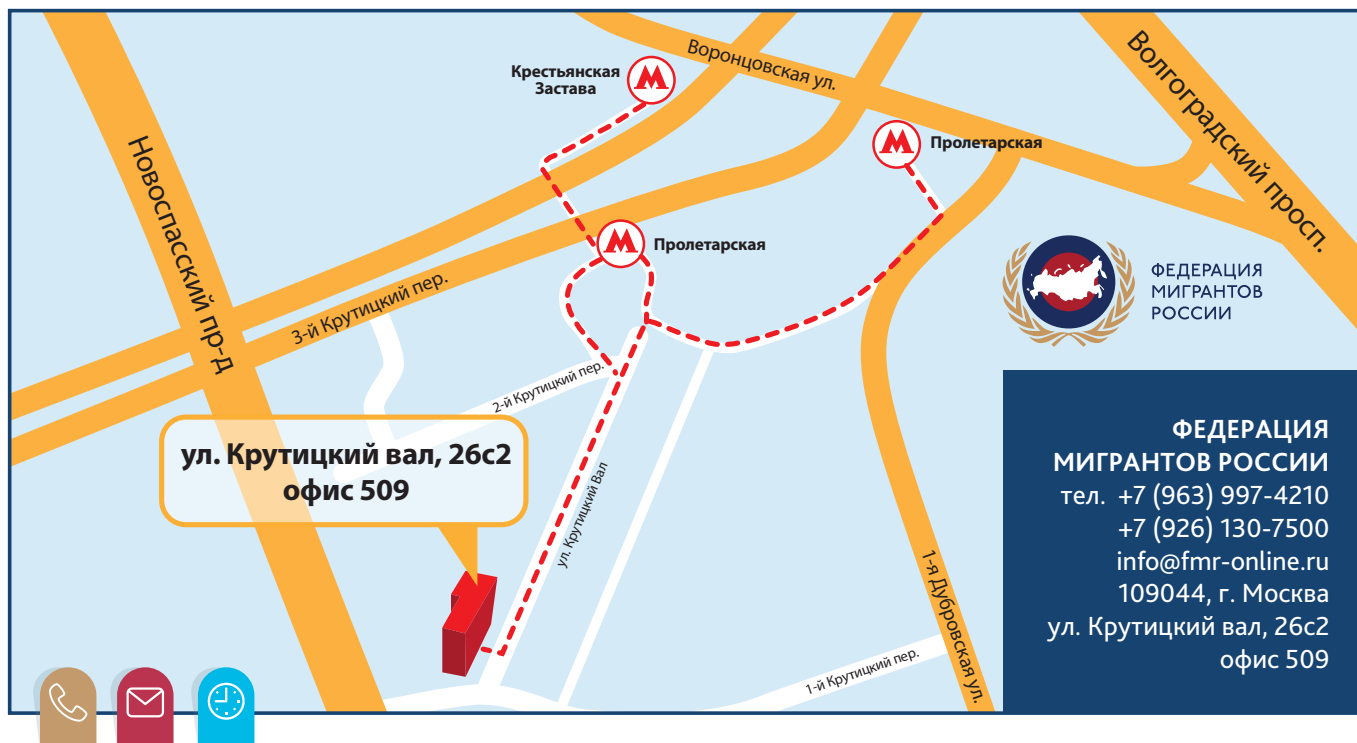 Воронцовская ул.
Волгоградский просп.
Крестьянская
Застава
М
М
Пролетарская
Новоспасский пр-д
М
Пролетарская
ФЕДЕРАЦИЯ
МИГРАНТОВ
РОССИИ
3-й Крутицкий пер.
2-й Крутицкий пер.
ул. Крутицкий вал, 26с2
офис 509
ул. Крутицкий Вал
1-я Дубровская ул.
1-й Крутицкий пер.
ФЕДЕРАЦИЯ
МИГРАНТОВ РОССИИ
тел. +7 (963) 997-4210
+7 (926) 130-7500
info@fmr-online.ru
109044, г. Москва
ул. Крутицкий вал, 26с2
офис 509